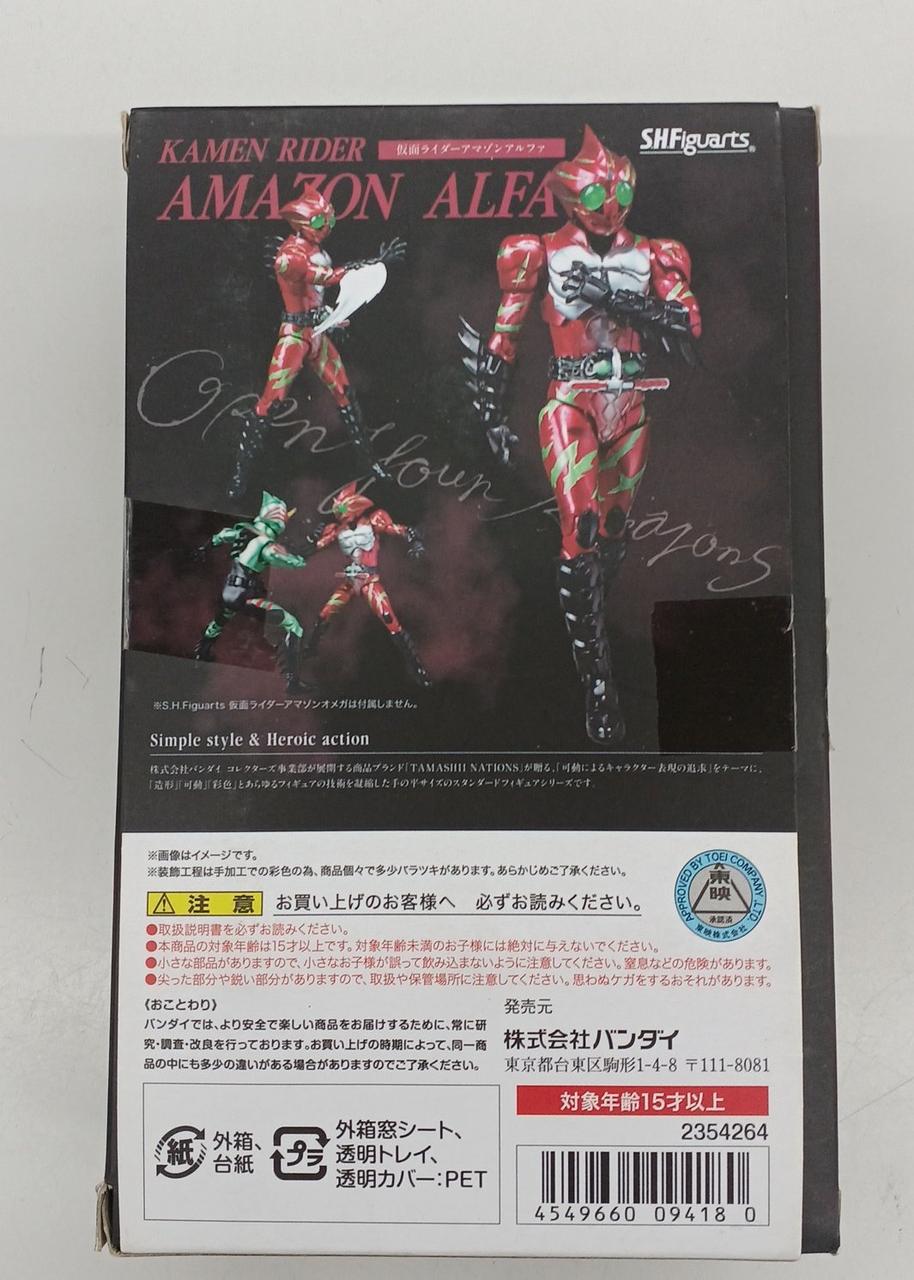 KAMEN RIDER 仮面ライダーアマゾンアルファ
AMAZON ALFA
S.H.Figuarts®
Open Your Amazons
※S.H.Figuarts 仮面ライダーアマゾンオメガは付属しません。
Simple style & Heroic action
株式会社バンダイ コレクターズ事業部が展開する商品ブランド「TAMASHII NATIONS」が贈る、「可動によるキャラクター表現の追求」をテーマに、
「造形」「可動」「彩色」とあらゆるフィギュアの技術を凝縮した手の平サイズのスタンダードフィギュアシリーズです。
※画像はイメージです。
※装飾工程は手加工での彩色の為、商品個々で多少バラツキがあります。あらかじめご了承ください。
APPROVED BY TOEI COMPANY, LTD.
東映
承認済
東映株式会社
⚠ 注意 お買い上げのお客様へ 必ずお読みください。
●取扱説明書を必ずお読みください。
●本商品の対象年齢は15才以上です。対象年齢未満のお子様には絶対に与えないでください。
●小さな部品がありますので、小さなお子様が誤って飲み込まないように注意してください。窒息などの危険があります。
●尖った部分や鋭い部分がありますので、取扱や保管場所に注意してください。思わぬケガをするおそれがあります。
《おことわり》
バンダイでは、より安全で楽しい商品をお届けするために、常に研
究・調査・改良を行っております。お買い上げの時期によって、同一商
品の中にも多少の違いがある場合がありますのでご了承ください。
発売元
株式会社バンダイ
東京都台東区駒形1-4-8 〒111-8081
紙 外箱、
台紙
プラ 外箱窓シート、
透明トレイ、
透明カバー:PET
対象年齢15才以上
2354264
4549660 09418 0